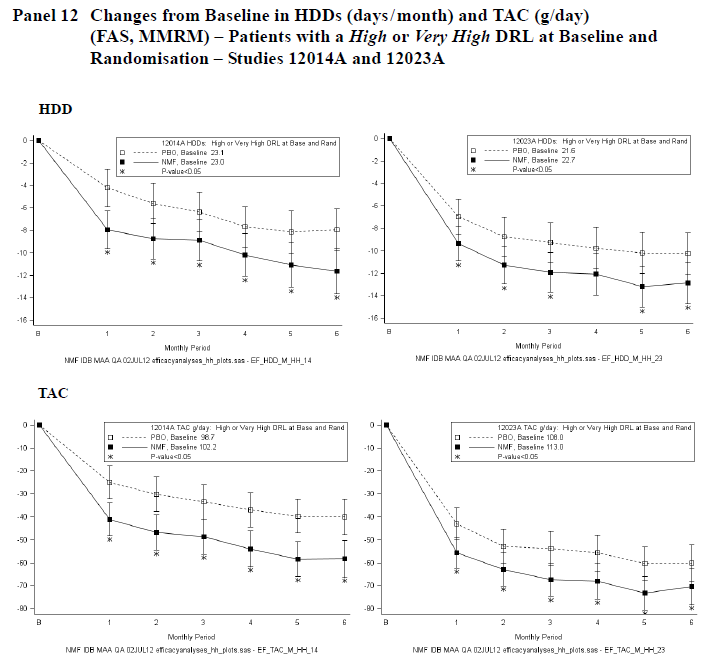 Panel 12 Changes from Baseline in HDDs (days/month) and TAC (g/day)
(FAS, MMRM) – Patients with a High or Very High DRL at Baseline and
Randomisation – Studies 12014A and 12023A
HDD
12014A HDDs: High or Very High DRL at Base and Rand
PBO, Baseline 23.1
NMF, Baseline 23.0
P-value<0.05
0
-2
-4
-6
-8
-10
-12
-14
-16
B 1 2 3 4 5 6
Monthly Period
NMF IDB MAA QA 02JUL12 efficacyanalyses_hh_plots.sas - EF_HDD_M_HH_14
12023A HDDs: High or Very High DRL at Base and Rand
PBO, Baseline 21.6
NMF, Baseline 22.7
P-value<0.05
0
-2
-4
-6
-8
-10
-12
-14
-16
B 1 2 3 4 5 6
Monthly Period
NMF IDB MAA QA 02JUL12 efficacyanalyses_hh_plots.sas - EF_HDD_M_HH_23
TAC
12014A TAC g/day: High or Very High DRL at Base and Rand
PBO, Baseline 98.7
NMF, Baseline 102.2
P-value<0.05
0
-10
-20
-30
-40
-50
-60
-70
-80
B 1 2 3 4 5 6
Monthly Period
NMF IDB MAA QA 02JUL12 efficacyanalyses_hh_plots.sas - EF_TAC_M_HH_14
12023A TAC g/day: High or Very High DRL at Base and Rand
PBO, Baseline 108.0
NMF, Baseline 113.0
P-value<0.05
0
-10
-20
-30
-40
-50
-60
-70
-80
B 1 2 3 4 5 6
Monthly Period
NMF IDB MAA QA 02JUL12 efficacyanalyses_hh_plots.sas - EF_TAC_M_HH_23